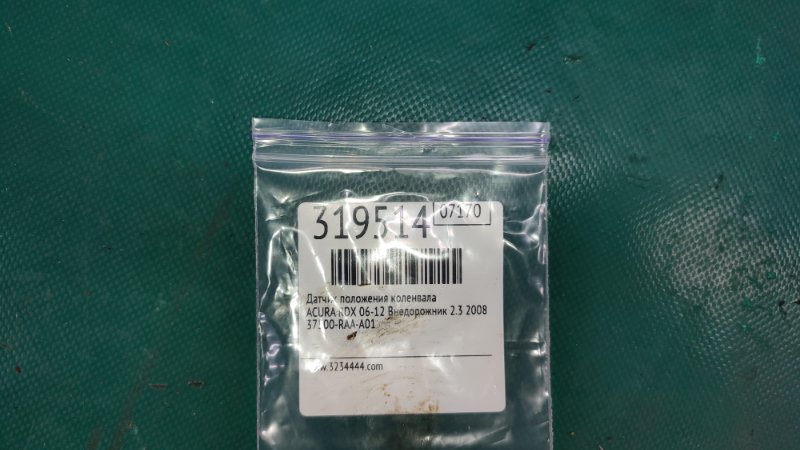 319514 07170
Датчик положения коленвала
ACURA RDX 06-12 Внедорожник 2.3 2008
37500-RAA-A01
www.3234444.com